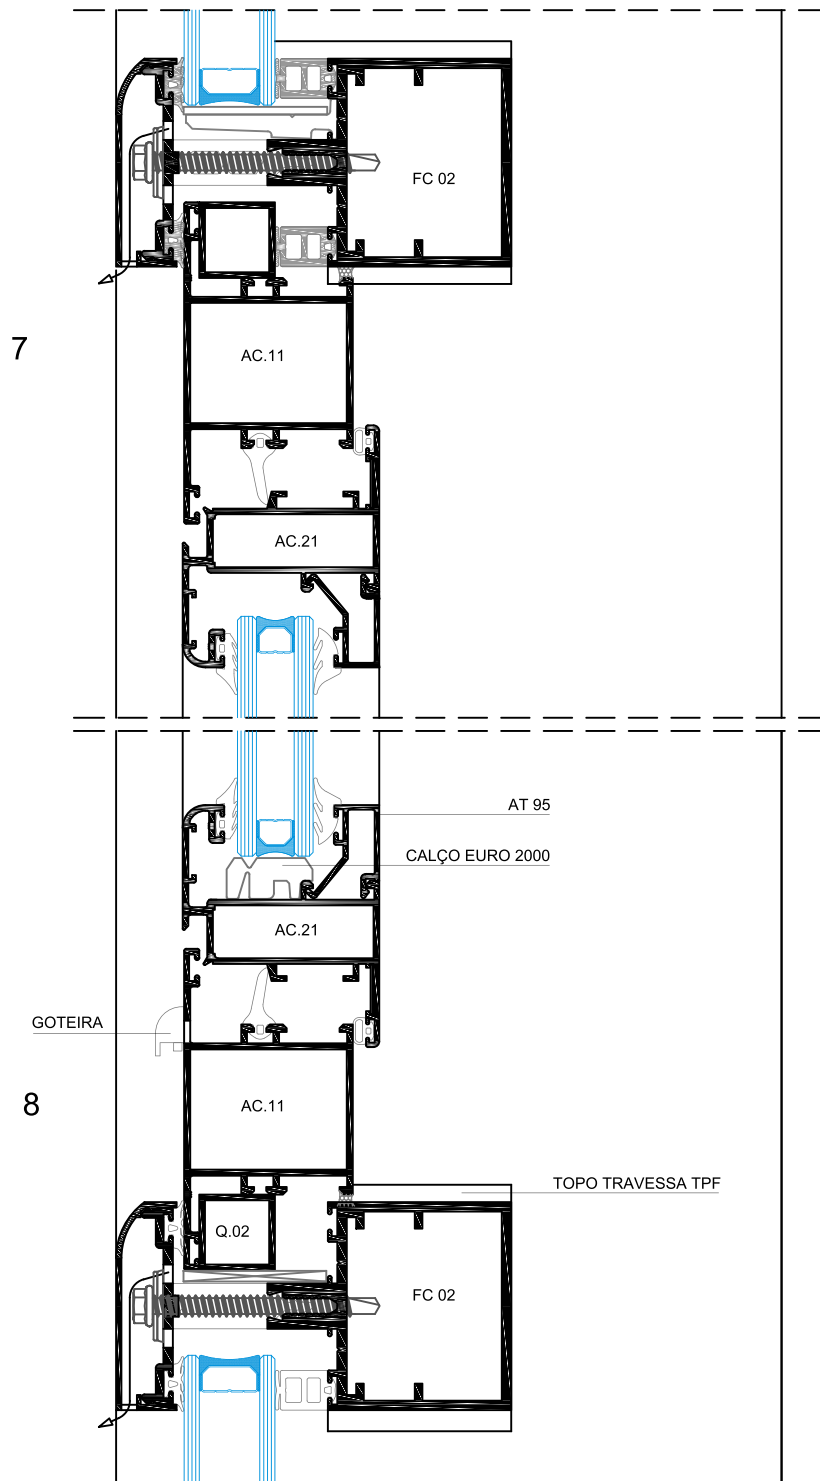 FC 02
7
AC.11
AC.21
AT 95
CALÇO EURO 2000
AC.21
GOTEIRA
8
AC.11
TOPO TRAVESSA TPF
Q.02
FC 02